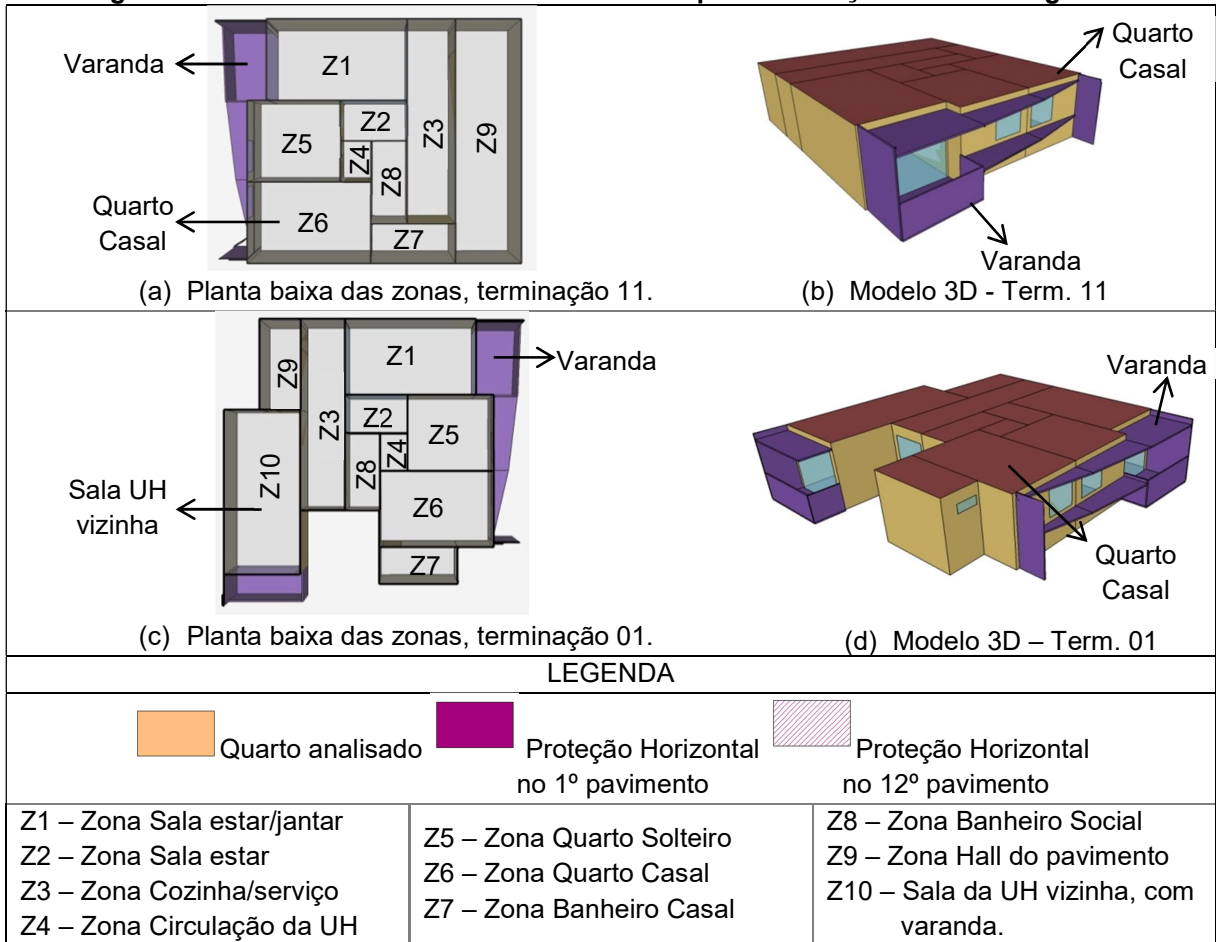 Varanda
Z1
Z2
Z3
Z9
Z5
Z4
Z8
Quarto
Casal
Z6
Z7
(a) Planta baixa das zonas, terminação 11.
Quarto
Casal
Varanda
(b) Modelo 3D - Term. 11
Z9
Z3
Z1
Varanda
Z2
Z5
Z4
Z8
Z10
Sala UH
vizinha
Z6
Z7
(c) Planta baixa das zonas, terminação 01.
Varanda
Quarto
Casal
(d) Modelo 3D – Term. 01
LEGENDA
Quarto analisado
Proteção Horizontal
no 1º pavimento
Proteção Horizontal
no 12º pavimento
Z1 – Zona Sala estar/jantar
Z2 – Zona Sala estar
Z3 – Zona Cozinha/serviço
Z4 – Zona Circulação da UH
Z5 – Zona Quarto Solteiro
Z6 – Zona Quarto Casal
Z7 – Zona Banheiro Casal
Z8 – Zona Banheiro Social
Z9 – Zona Hall do pavimento
Z10 – Sala da UH vizinha, com
varanda.